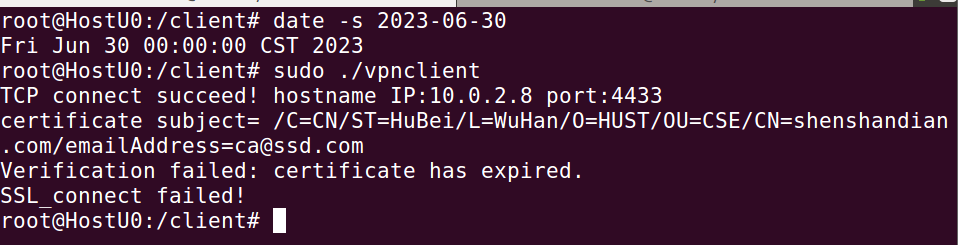 root@HostU0:/client# date -s 2023-06-30
Fri Jun 30 00:00:00 CST 2023
root@HostU0:/client# sudo ./vpnclient
TCP connect succeed! hostname IP:10.0.2.8 port:4433
certificate subject= /C=CN/ST=HuBei/L=WuHan/O=HUST/OU=CSE/CN=shenshandian
.com/emailAddress=ca@ssd.com
Verification failed: certificate has expired.
SSL_connect failed!
root@HostU0:/client#